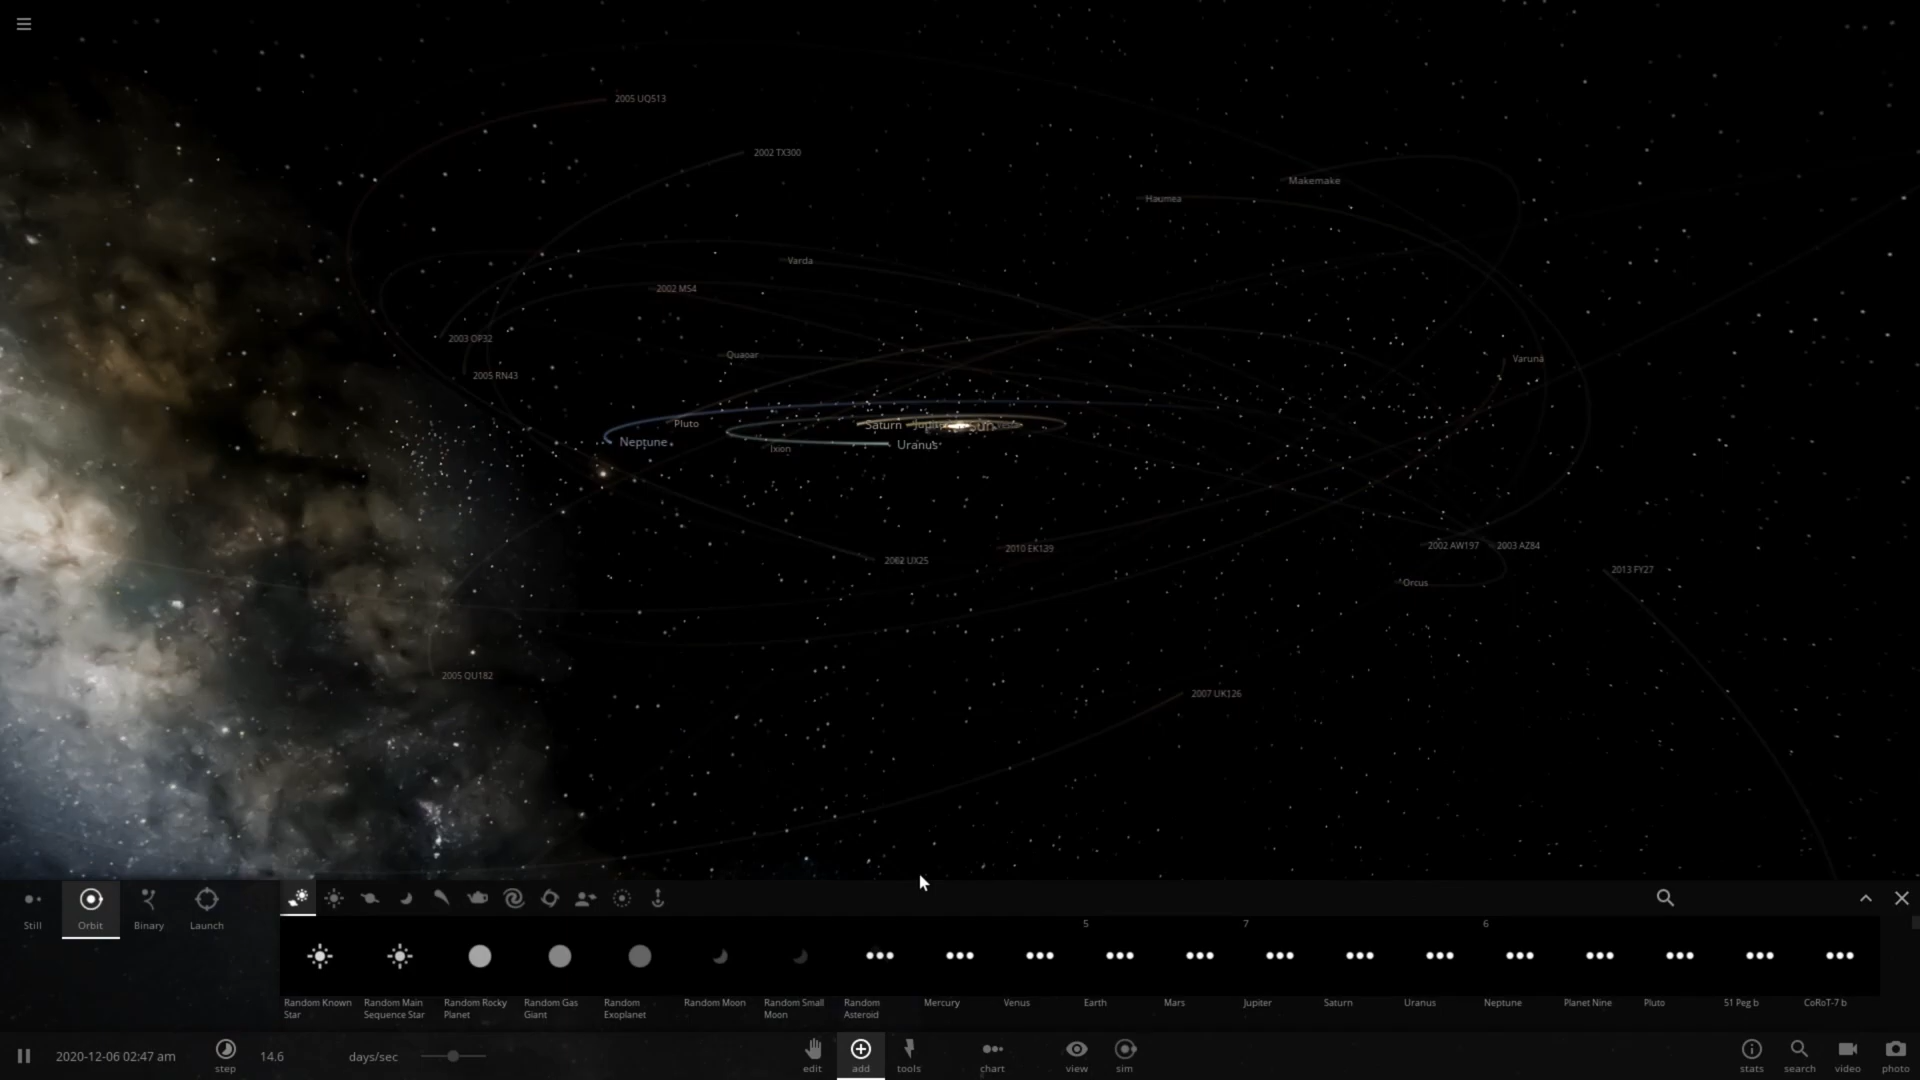 2005 UQ513
2002 TX300
Makemake
Haumea
Varda
2002 MS4
2003 OP32
Quaoar
Varuna
2005 RN43
Pluto
Saturn
Sun
Neptune
Uranus
Ixion
2002 UX25
2010 EK139
2002 AW197
2003 AZ84
Orcus
2013 FY27
2005 QU182
2007 UK126
Still
Orbit
Binary
Launch
5
7
6
Random Known
Star
Random Main
Sequence Star
Random Rocky
Planet
Random Gas
Giant
Random
Exoplanet
Random Moon
Random Small
Moon
Random
Asteroid
Mercury
Venus
Earth
Mars
Jupiter
Saturn
Uranus
Neptune
Planet Nine
Pluto
51 Peg b
CoRoT-7 b
2020-12-06 02:47 am
step
14.6
days/sec
edit
add
tools
chart
view
sim
stats
search
video
photo